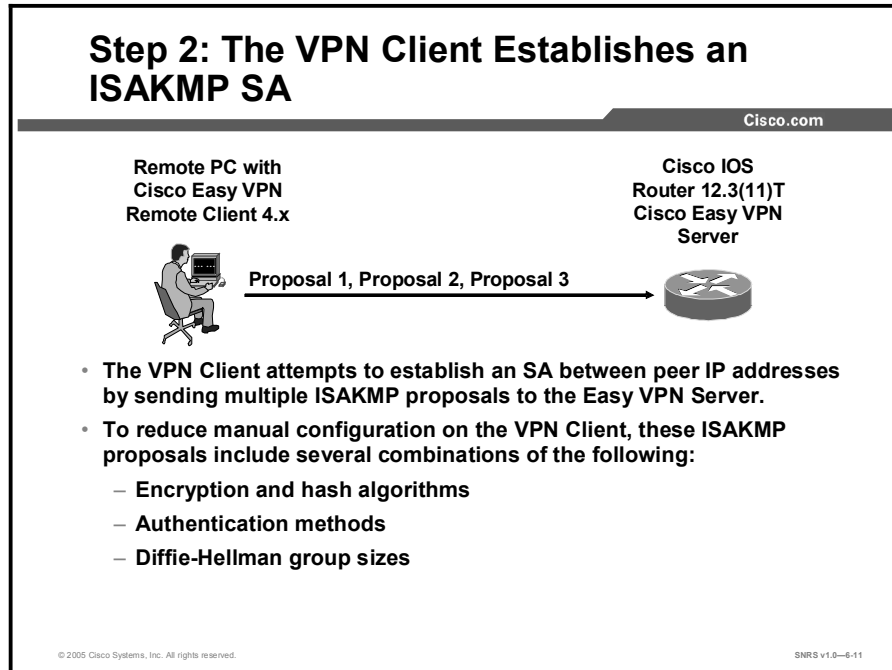 Step 2: The VPN Client Establishes an
ISAKMP SA
Cisco.com
Remote PC with
Cisco Easy VPN
Remote Client 4.x
Cisco IOS
Router 12.3(11)T
Cisco Easy VPN
Server
Proposal 1, Proposal 2, Proposal 3
• The VPN Client attempts to establish an SA between peer IP addresses
by sending multiple ISAKMP proposals to the Easy VPN Server.
• To reduce manual configuration on the VPN Client, these ISAKMP
proposals include several combinations of the following:
– Encryption and hash algorithms
– Authentication methods
– Diffie-Hellman group sizes
© 2005 Cisco Systems, Inc. All rights reserved.
SNRS v1.0—6-11